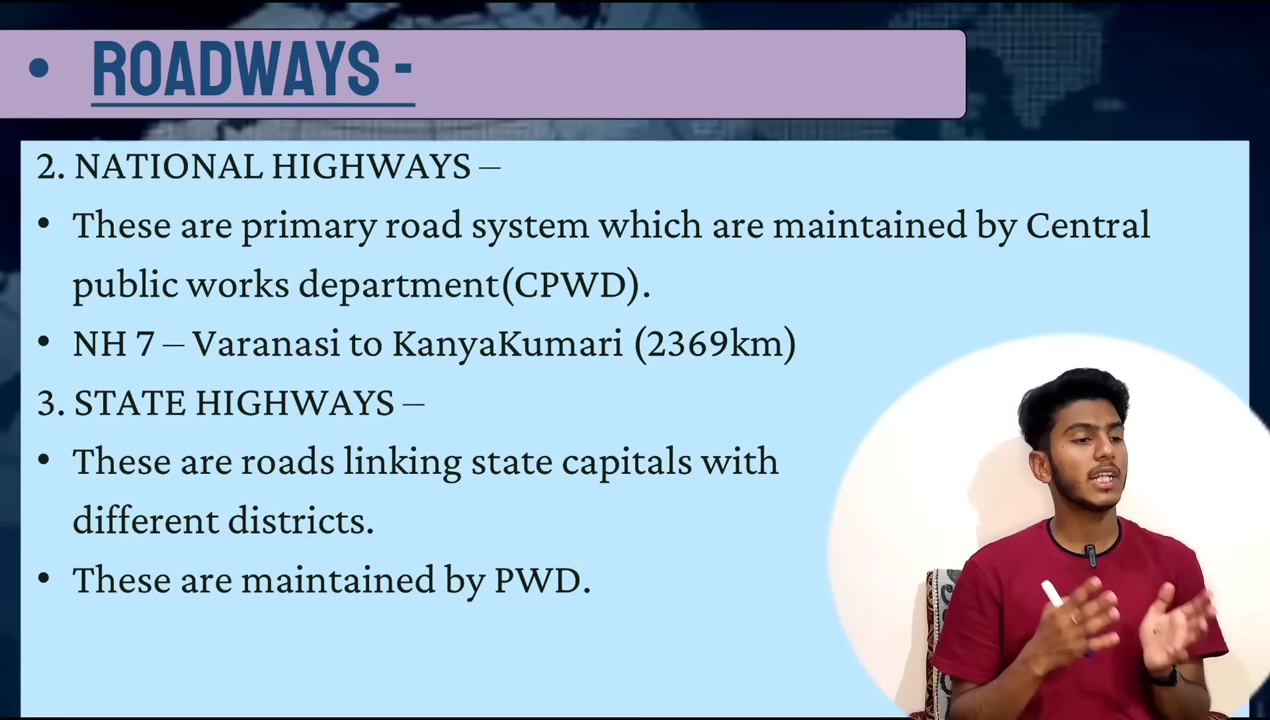 • ROADWAYS -
2. NATIONAL HIGHWAYS –
• These are primary road system which are maintained by Central
public works department(CPWD).
• NH 7 – Varanasi to KanyaKumari (2369km)
3. STATE HIGHWAYS –
• These are roads linking state capitals with
different districts.
• These are maintained by PWD.